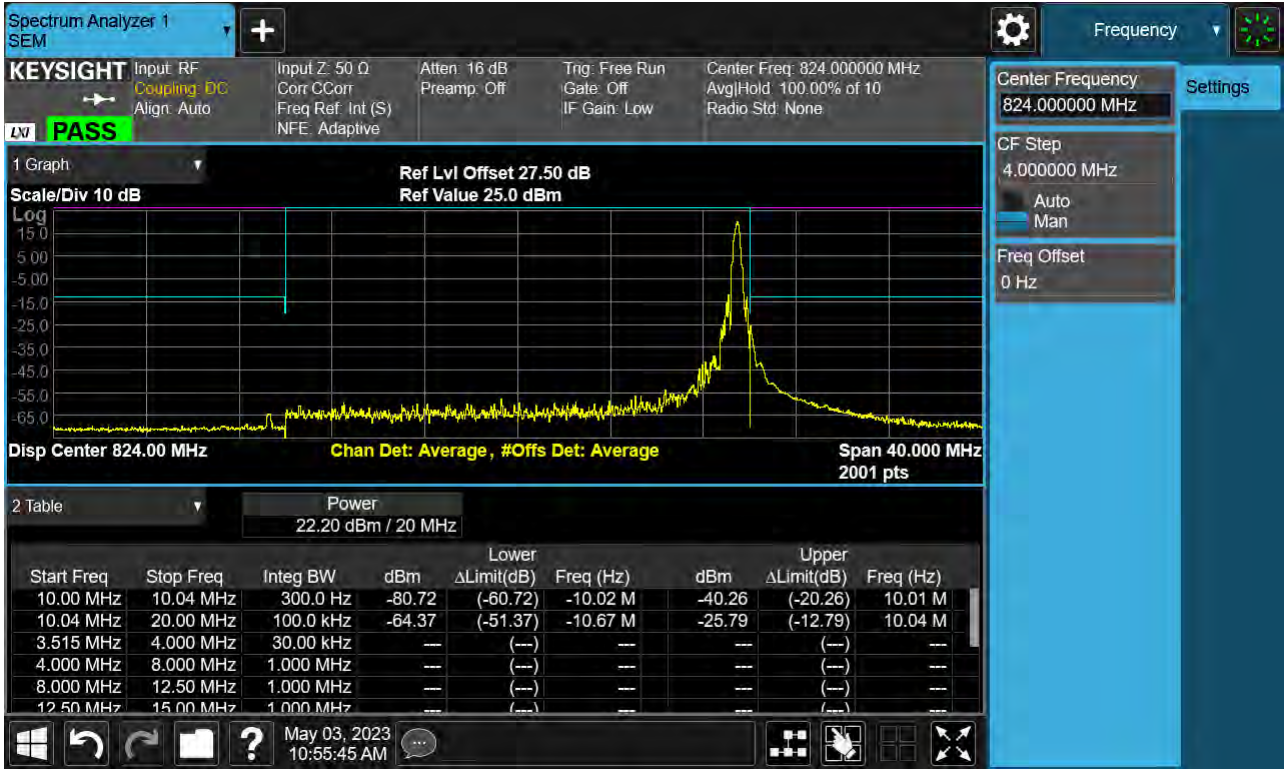 Spectrum Analyzer 1
SEM
+
Frequency
KEYSIGHT
LXI
PASS
Input: RF
Coupling: DC
Align: Auto
Input Z: 50 Ω
Corr CCorr
Freq Ref: Int (S)
NFE: Adaptive
Atten: 16 dB
Preamp: Off
Trig: Free Run
Gate: Off
IF Gain: Low
Center Freq: 824.000000 MHz
Avg|Hold: 100.00% of 10
Radio Std: None
Center Frequency
824.000000 MHz
Settings
CF Step
4.000000 MHz
Auto
Man
Freq Offset
0 Hz
1 Graph
Scale/Div 10 dB
Ref Lvl Offset 27.50 dB
Ref Value 25.0 dBm
Log
15.0
5.00
-5.00
-15.0
-25.0
-35.0
-45.0
-55.0
-65.0
Disp Center 824.00 MHz
Chan Det: Average, #Offs Det: Average
Span 40.000 MHz
2001 pts
2 Table
Power
22.20 dBm / 20 MHz
Lower Upper
Start Freq Stop Freq Integ BW dBm ΔLimit(dB) Freq (Hz) dBm ΔLimit(dB) Freq (Hz)
10.00 MHz 10.04 MHz 300.0 Hz -80.72 (-60.72) -10.02 M -40.26 (-20.26) 10.01 M
10.04 MHz 20.00 MHz 100.0 kHz -64.37 (-51.37) -10.67 M -25.79 (-12.79) 10.04 M
3.515 MHz 4.000 MHz 30.00 kHz --- (---) --- --- (---) ---
4.000 MHz 8.000 MHz 1.000 MHz --- (---) --- --- (---) ---
8.000 MHz 12.50 MHz 1.000 MHz --- (---) --- --- (---) ---
12.50 MHz 15.00 MHz 1.000 MHz --- (---) --- --- (---) ---
?
May 03, 2023
10:55:45 AM